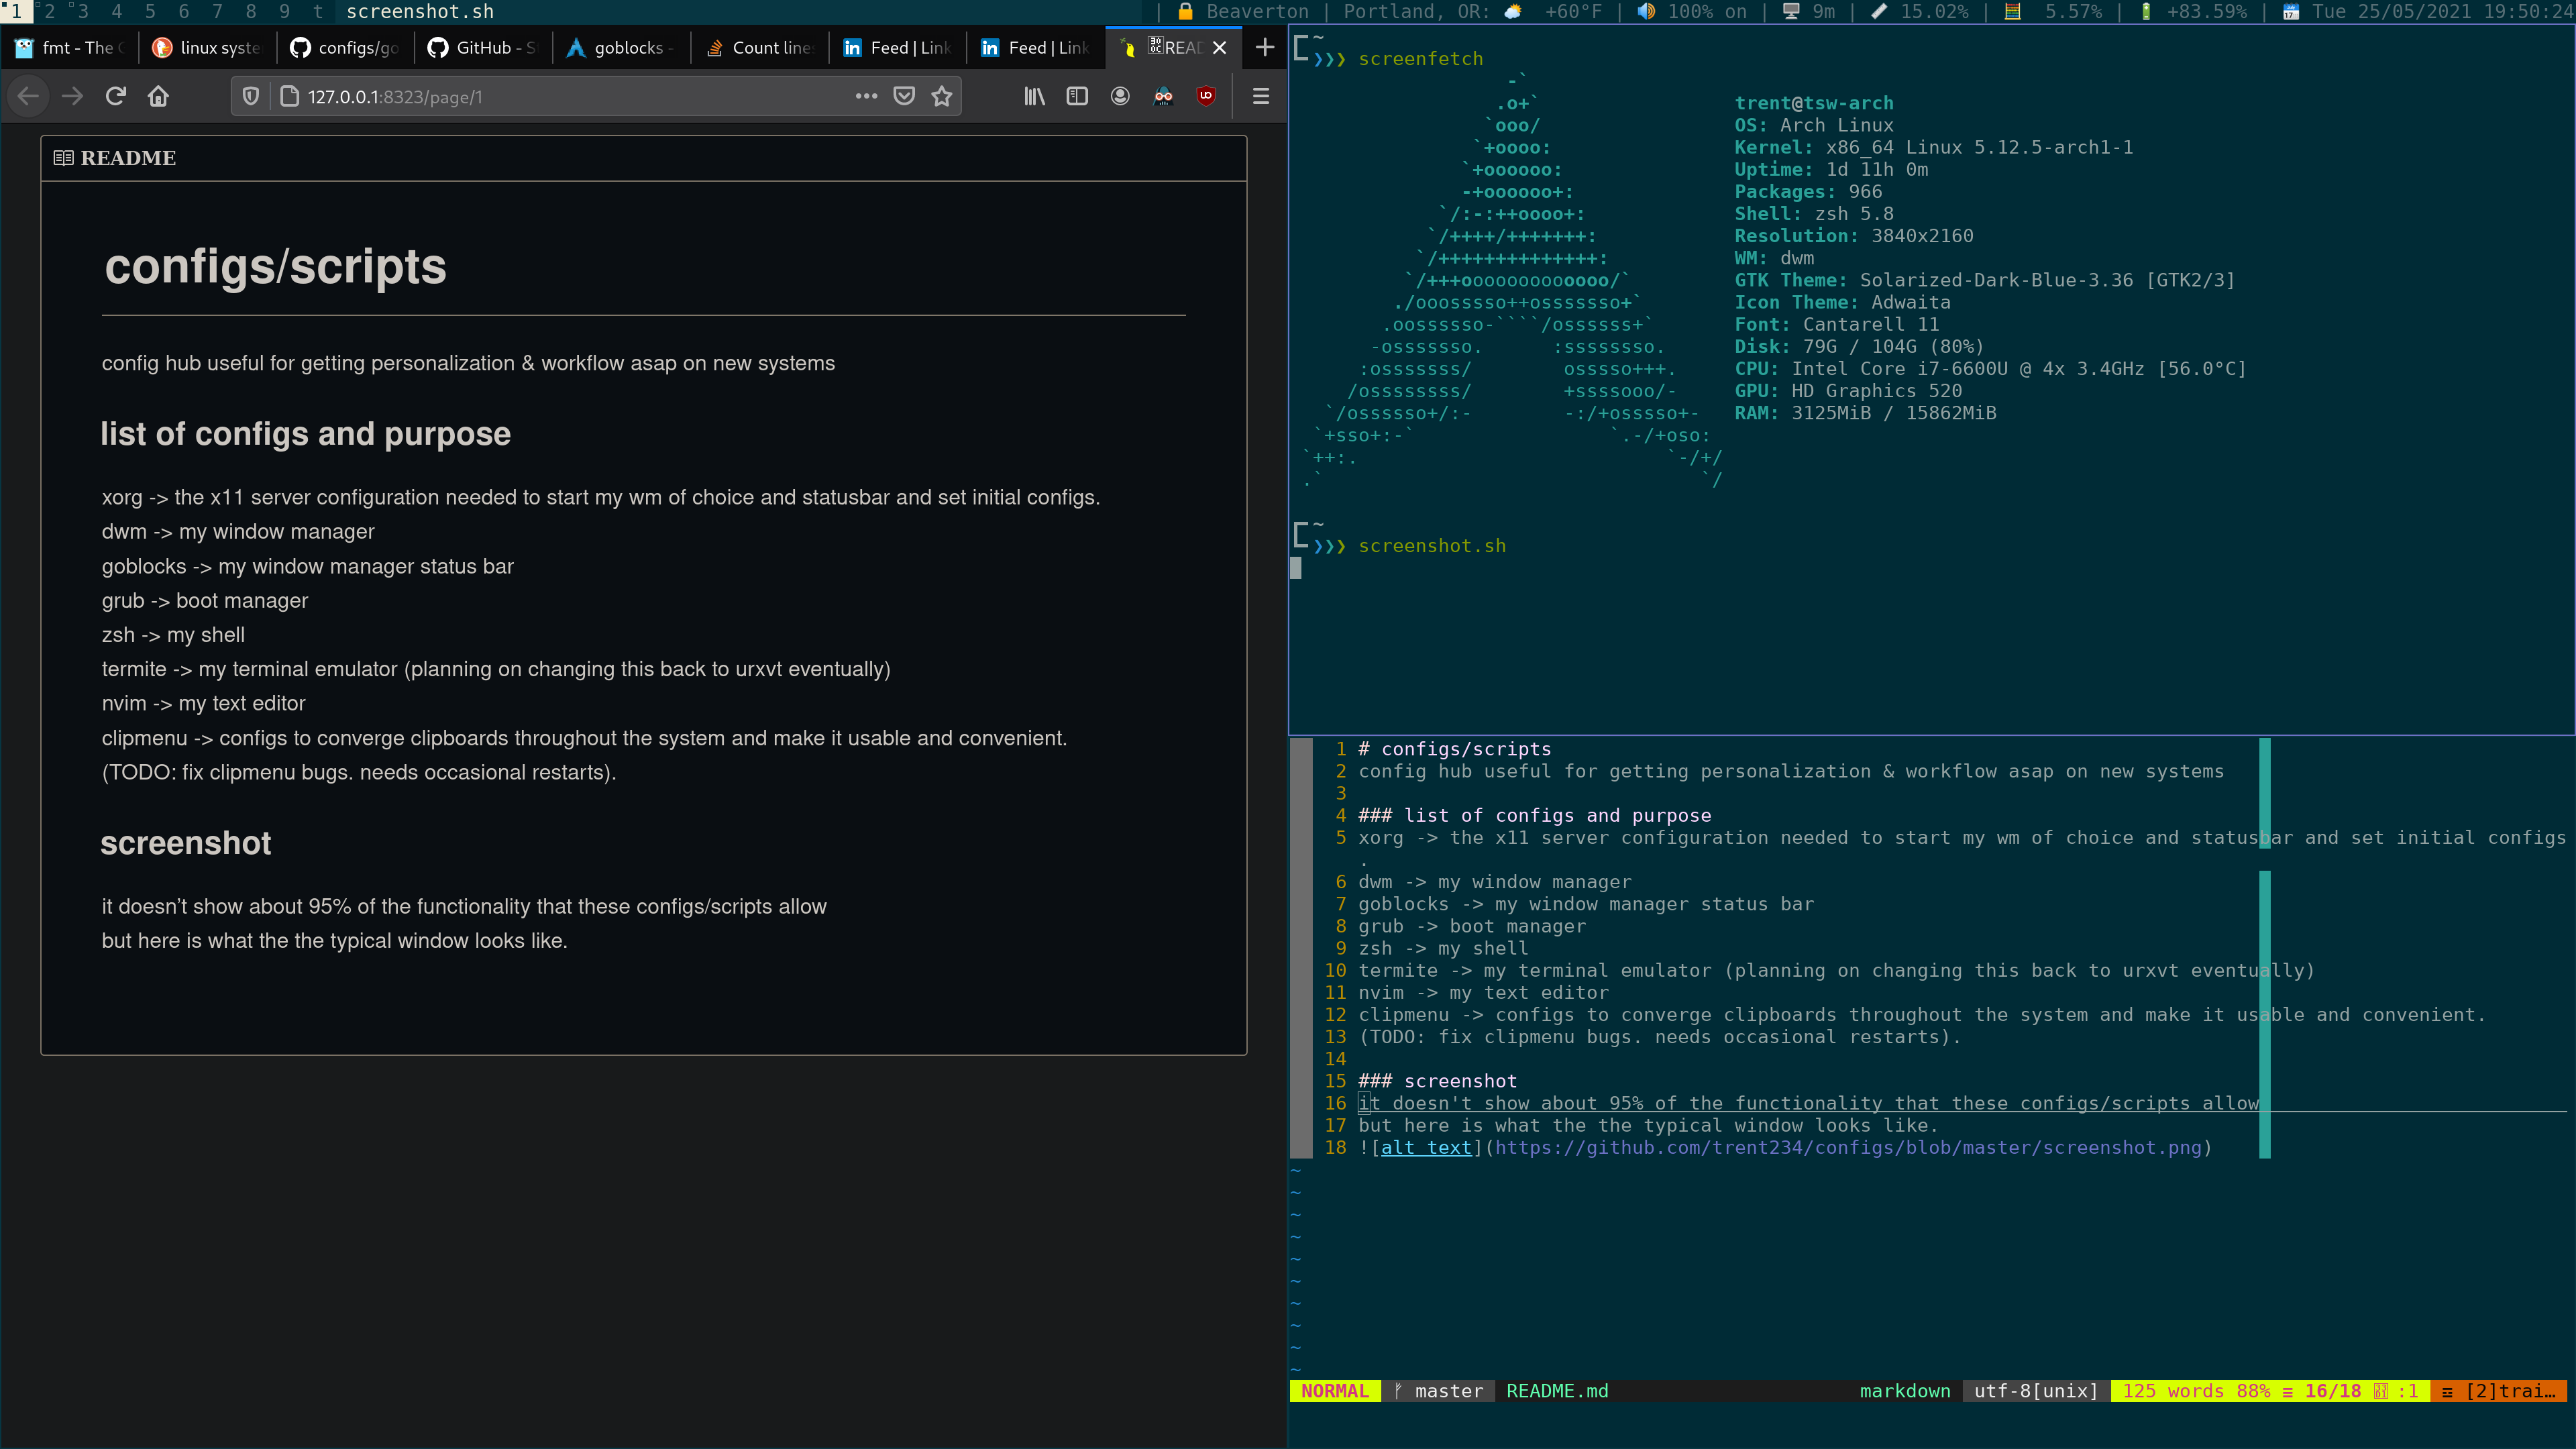 1 2 3 4 5 6 7 8 9 t screenshot.sh | Beaverton | Portland, OR: +60°F | 100% on | 9m | 15.02% | 5.57% | +83.59% | Tue 25/05/2021 19:50:24
fmt - The linux syste configs/go GitHub - S goblocks - Count line Feed | Link Feed | Link READ
127.0.0.1:8323/page/1
README
configs/scripts
config hub useful for getting personalization & workflow asap on new systems
list of configs and purpose
xorg -> the x11 server configuration needed to start my wm of choice and statusbar and set initial configs.
dwm -> my window manager
goblocks -> my window manager status bar
grub -> boot manager
zsh -> my shell
termite -> my terminal emulator (planning on changing this back to urxvt eventually)
nvim -> my text editor
clipmenu -> configs to converge clipboards throughout the system and make it usable and convenient.
(TODO: fix clipmenu bugs. needs occasional restarts).
screenshot
it doesn’t show about 95% of the functionality that these configs/scripts allow
but here is what the the typical window looks like.
~
❯❯❯ screenfetch
-`
.o+`
`ooo/
`+oooo:
`+oooooo:
-+oooooo+:
`/:-:++oooo+:
`/++++/+++++++:
`/++++++++++++++:
`/+++ooooooooooooo/`
./ooosssso++osssssso+`
.oossssso-````/ossssss+`
-osssssso.      :ssssssso.
:osssssss/        osssso+++.
/ossssssss/        +ssssooo/-
`/ossssso+/:-        -:/+osssso+-
`+sso+:-`                 `.-/+oso:
`++:.                           `-/+/
.`                                 `/
trent@tsw-arch
OS: Arch Linux
Kernel: x86_64 Linux 5.12.5-arch1-1
Uptime: 1d 11h 0m
Packages: 966
Shell: zsh 5.8
Resolution: 3840x2160
WM: dwm
GTK Theme: Solarized-Dark-Blue-3.36 [GTK2/3]
Icon Theme: Adwaita
Font: Cantarell 11
Disk: 79G / 104G (80%)
CPU: Intel Core i7-6600U @ 4x 3.4GHz [56.0°C]
GPU: HD Graphics 520
RAM: 3125MiB / 15862MiB
~
❯❯❯ screenshot.sh
1 # configs/scripts
2 config hub useful for getting personalization & workflow asap on new systems
3
4 ### list of configs and purpose
5 xorg -> the x11 server configuration needed to start my wm of choice and statusbar and set initial configs
.
6 dwm -> my window manager
7 goblocks -> my window manager status bar
8 grub -> boot manager
9 zsh -> my shell
10 termite -> my terminal emulator (planning on changing this back to urxvt eventually)
11 nvim -> my text editor
12 clipmenu -> configs to converge clipboards throughout the system and make it usable and convenient.
13 (TODO: fix clipmenu bugs. needs occasional restarts).
14
15 ### screenshot
16 it doesn't show about 95% of the functionality that these configs/scripts allow
17 but here is what the the typical window looks like.
18 ![alt text](https://github.com/trent234/configs/blob/master/screenshot.png)
~
~
~
~
~
~
~
~
~
~
NORMAL master README.md markdown utf-8[unix] 125 words 88% ≡ 16/18 :1 [2]trai…